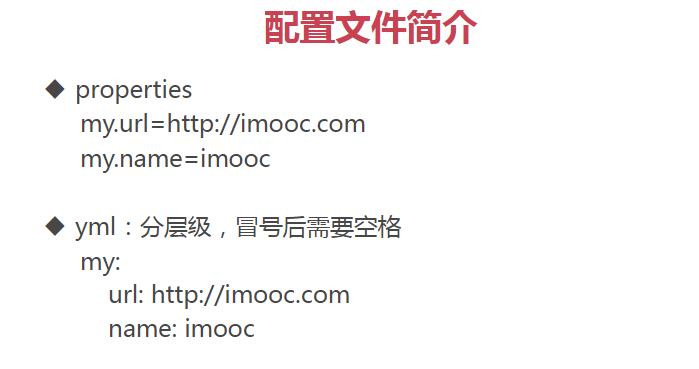 配置文件简介
◆ properties
my.url=http://imooc.com
my.name=imooc
◆ yml：分层级，冒号后需要空格
my:
url: http://imooc.com
name: imooc